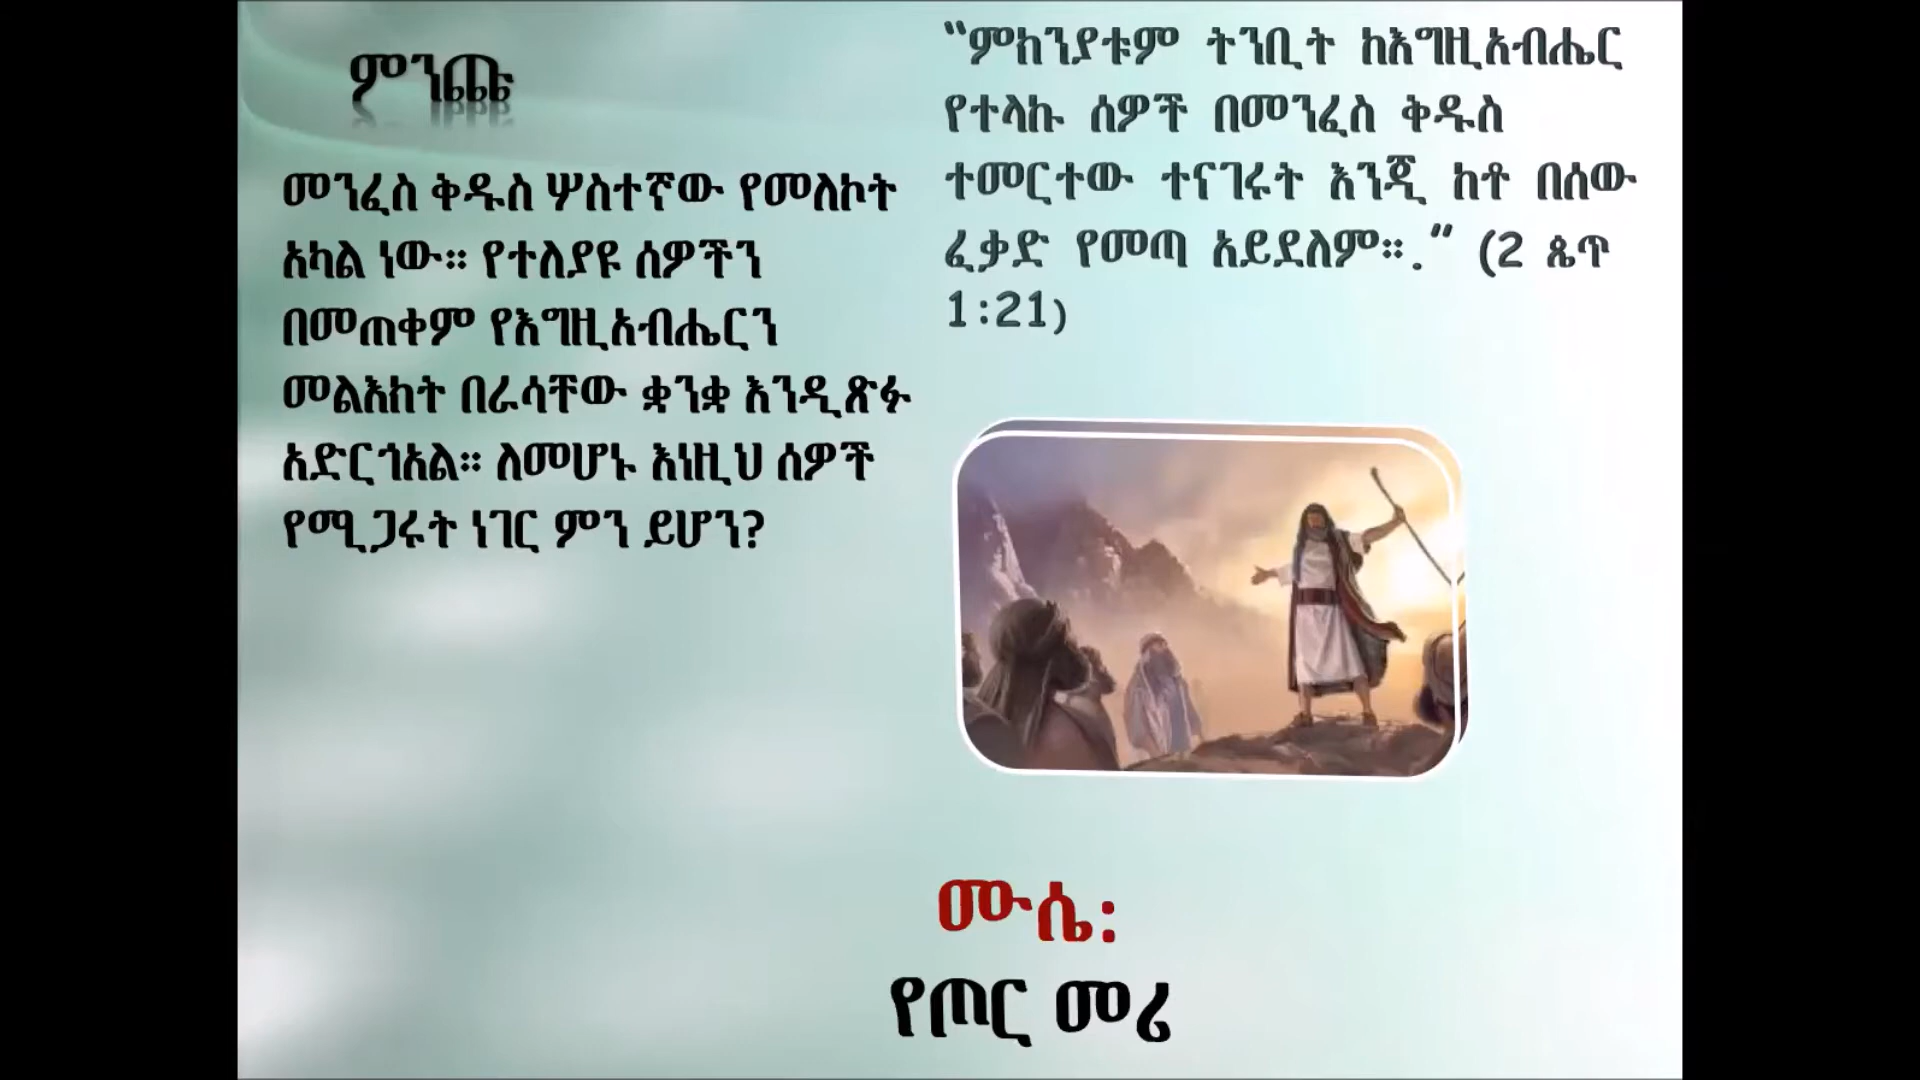 ምንጩ
መንፈስ ቅዱስ ሦስተኛው የመለኮት
አካል ነው። የተለያዩ ሰዎችን
በመጠቀም የእግዚአብሔርን
መልእክት በራሳቸው ቋንቋ እንዲጽፉ
አድርጎአል። ለመሆኑ እነዚህ ሰዎች
የሚጋሩት ነገር ምን ይሆን?
“ምክንያቱም ትንቢት ከእግዚአብሔር
የተላኩ ሰዎች በመንፈስ ቅዱስ
ተመርተው ተናገሩት እንጂ ከቶ በሰው
ፈቃድ የመጣ አይደለም።.” (2 ጴጥ
1:21)
ሙሴ:
የጦር መሪ